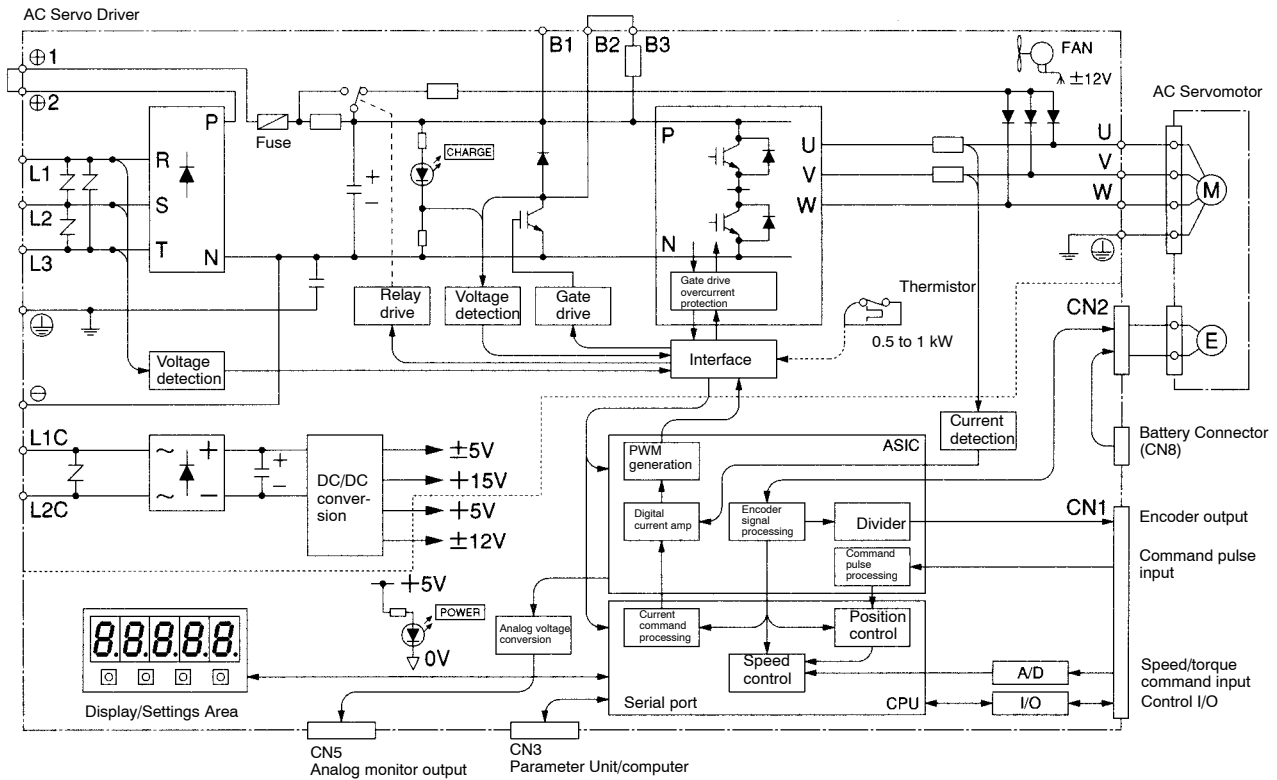 AC Servo Driver
⊕1
⊕2
B1
B2
B3
FAN
±12V
AC Servomotor
P
Fuse
CHARGE
P
U
V
W
U
V
W
M
R
S
T
N
N
L1
L2
L3
Relay
drive
Voltage
detection
Gate
drive
Gate drive
overcurrent
protection
Thermistor
0.5 to 1 kW
Interface
CN2
E
Voltage
detection
⊖
L1C
L2C
~ +
~ −
+
−
+
−
DC/DC
conver-
sion
±5V
+15V
+5V
±12V
ASIC
Current
detection
Battery Connector
(CN8)
PWM
generation
Digital
current amp
Encoder
signal
processing
Divider
CN1
Encoder output
Command
pulse
processing
Command pulse
input
+5V
POWER
0V
Analog voltage
conversion
Current
command
processing
Position
control
Speed
control
A/D
I/O
Speed/torque
command input
Control I/O
Serial port
CPU
8.8.8.8.8.
Display/Settings Area
CN5
Analog monitor output
CN3
Parameter Unit/computer